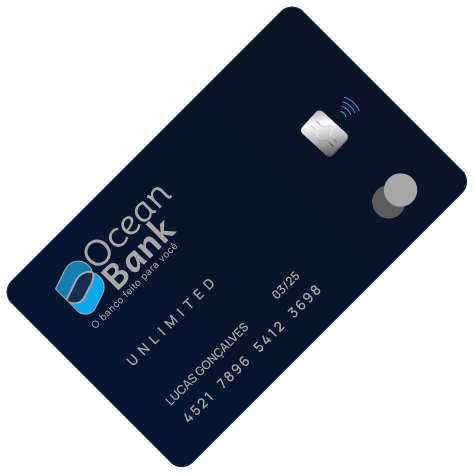 Ocean
Bank
O banco feito para você
UNLIMITED
03/25
LUCAS GONÇALVES
4521 7896 5412 3698